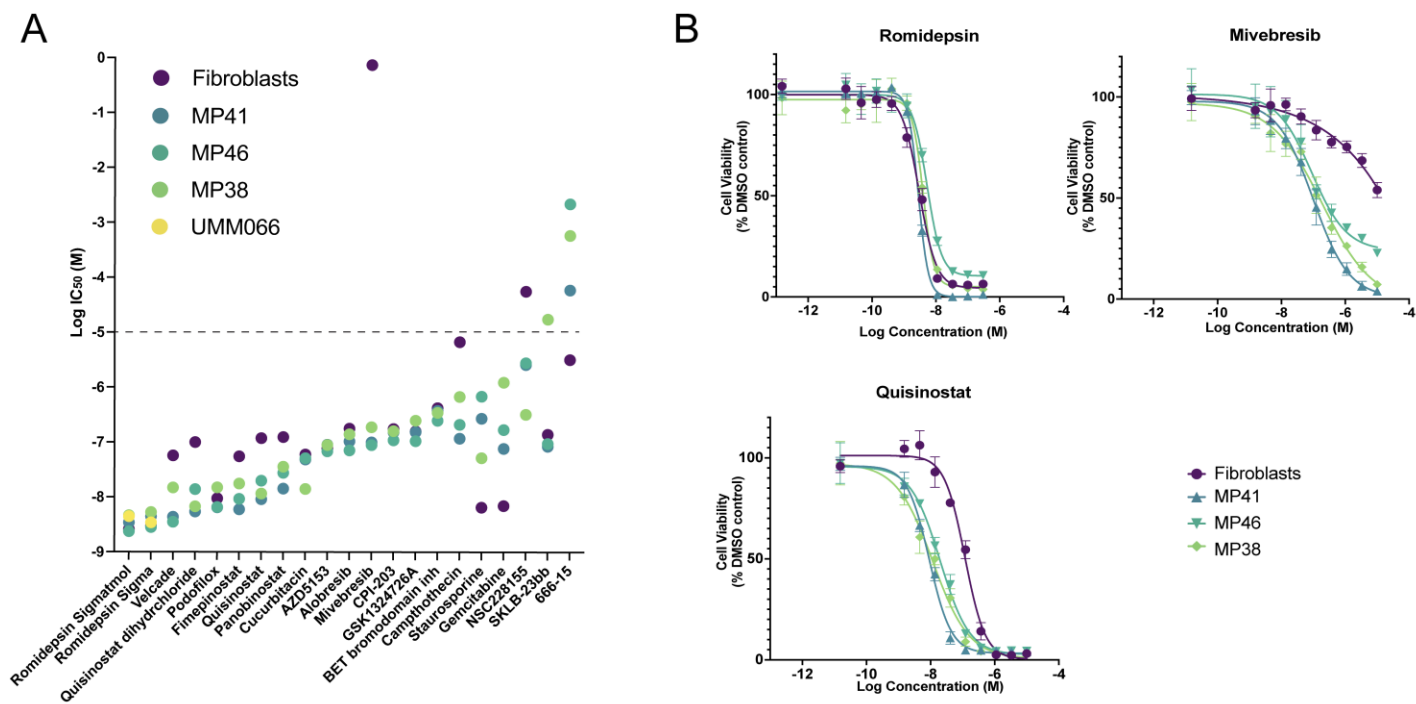 A
0
-1
-2
-3
-4
-5
-6
-7
-8
-9
Log IC50 (M)
Fibroblasts
MP41
MP46
MP38
UMM066
Romidepsin Sigmatmol
Romidepsin Sigma
Velcade
Quisinostat dihydrchloride
Podofilox
Fimepinostat
Quisinostat
Panobinostat
Cucurbitacin
AZD5153
Alobresib
Mivebresib
CPI-203
GSK1324726A
BET bromodomain inh
Campthothecin
Staurosporine
Gemcitabine
NSC228155
SKLB-23bb
666-15
B
Romidepsin
100
50
0
Cell Viability
(% DMSO control)
-12
-10
-8
-6
-4
Log Concentration (M)
Mivebresib
100
50
0
Cell Viability
(% DMSO control)
-12
-10
-8
-6
-4
Log Concentration (M)
Quisinostat
100
50
0
Cell Viability
(% DMSO control)
-12
-10
-8
-6
-4
Log Concentration (M)
Fibroblasts
MP41
MP46
MP38